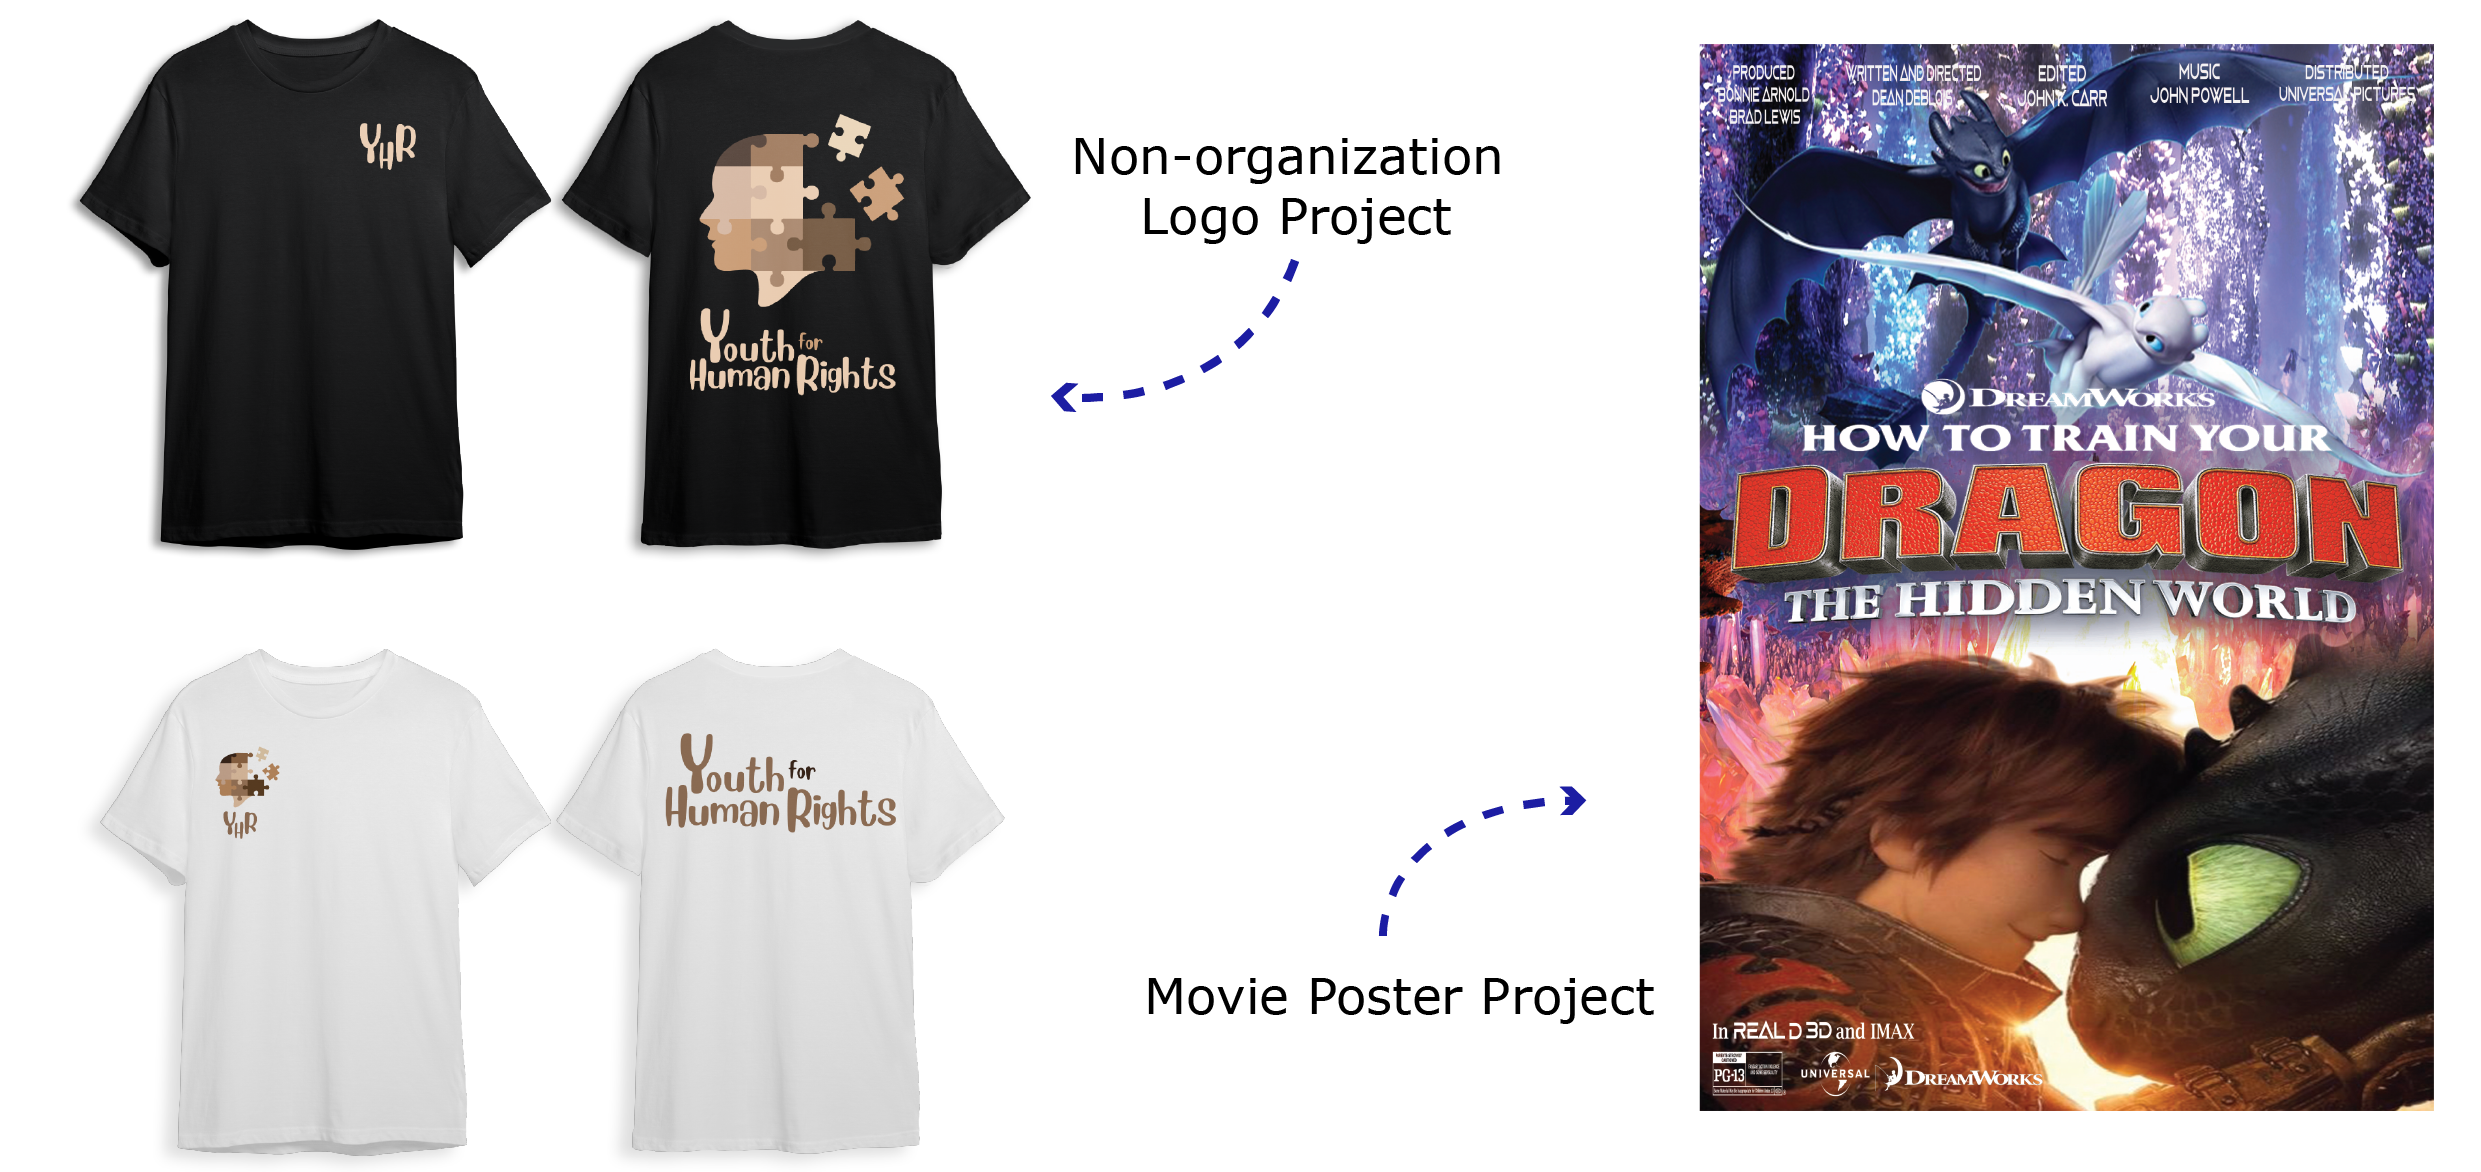 YHR
Youth for
Human Rights
Non-organization
Logo Project
YHR
Youth for
Human Rights
Movie Poster Project
PRODUCED
BONNIE ARNOLD
BRAD LEWIS
WRITTEN AND DIRECTED
DEAN DEBLOIS
EDITED
JOHN K. CARR
MUSIC
JOHN POWELL
DISTRIBUTED
UNIVERSAL PICTURES
DREAMWORKS
HOW TO TRAIN YOUR
DRAGON
THE HIDDEN WORLD
In REAL D 3D and IMAX
PG-13
UNIVERSAL
DREAMWORKS